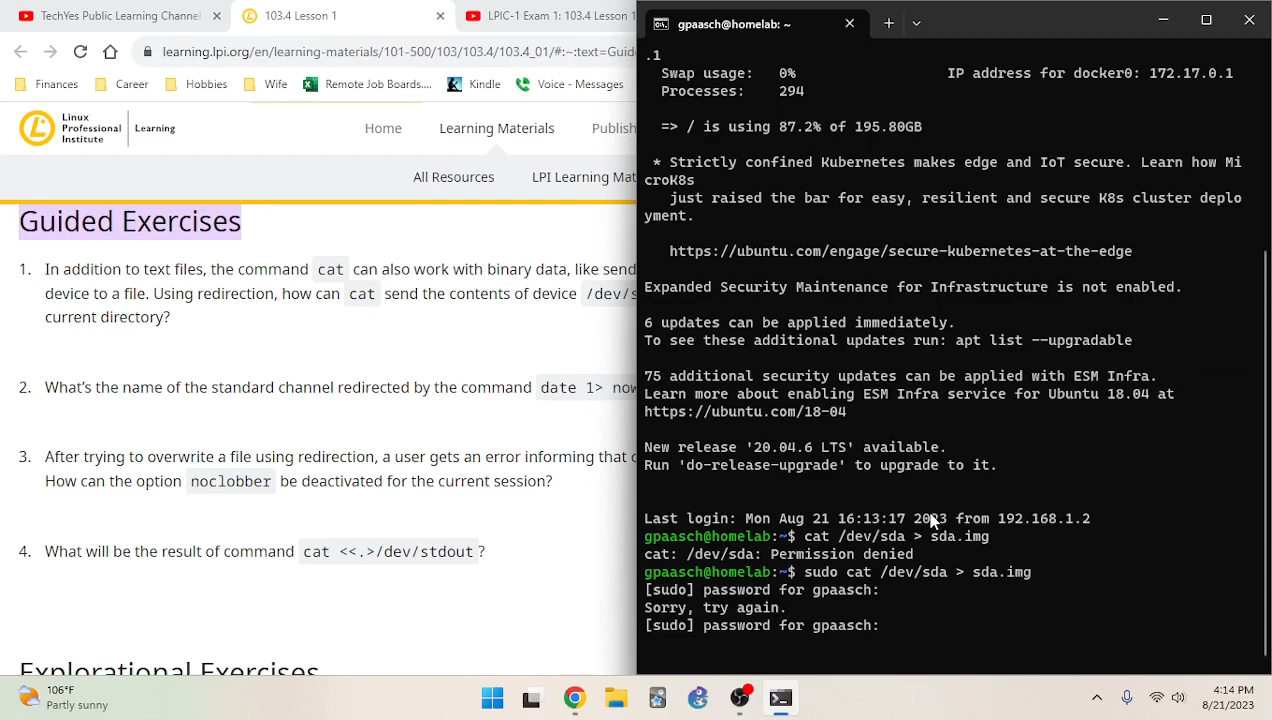 TechYes Public Learning Channel
103.4 Lesson 1
LPIC-1 Exam 1: 103.4 Lesson 1
learning.lpi.org/en/learning-materials/101-500/103/103.4/103.4_01/#:~:text=Guid
Finances
Career
Hobbies
Wife
Remote Job Boards....
Kindle
Voice - Messages
Linux
Professional
Institute
Learning
Home
Learning Materials
Publish
All Resources
LPI Learning Mat
Guided Exercises
1. In addition to text files, the command cat can also work with binary data, like send
device to a file. Using redirection, how can cat send the contents of device /dev/s
current directory?
2. What's the name of the standard channel redirected by the command date 1> now
3. After trying to overwrite a file using redirection, a user gets an error informing that
How can the option noclobber be deactivated for the current session?
4. What will be the result of command cat <<.>/dev/stdout?
Explorational Exercises
gpaasch@homelab: ~
.1
Swap usage: 0% IP address for docker0: 172.17.0.1
Processes: 294
=> / is using 87.2% of 195.80GB
* Strictly confined Kubernetes makes edge and IoT secure. Learn how Mi
croK8s
just raised the bar for easy, resilient and secure K8s cluster deplo
yment.
https://ubuntu.com/engage/secure-kubernetes-at-the-edge
Expanded Security Maintenance for Infrastructure is not enabled.
6 updates can be applied immediately.
To see these additional updates run: apt list --upgradable
75 additional security updates can be applied with ESM Infra.
Learn more about enabling ESM Infra service for Ubuntu 18.04 at
https://ubuntu.com/18-04
New release '20.04.6 LTS' available.
Run 'do-release-upgrade' to upgrade to it.
Last login: Mon Aug 21 16:13:17 2023 from 192.168.1.2
gpaasch@homelab:~$ cat /dev/sda > sda.img
cat: /dev/sda: Permission denied
gpaasch@homelab:~$ sudo cat /dev/sda > sda.img
[sudo] password for gpaasch:
Sorry, try again.
[sudo] password for gpaasch:
106°F
Partly sunny
4:14 PM
8/21/2023